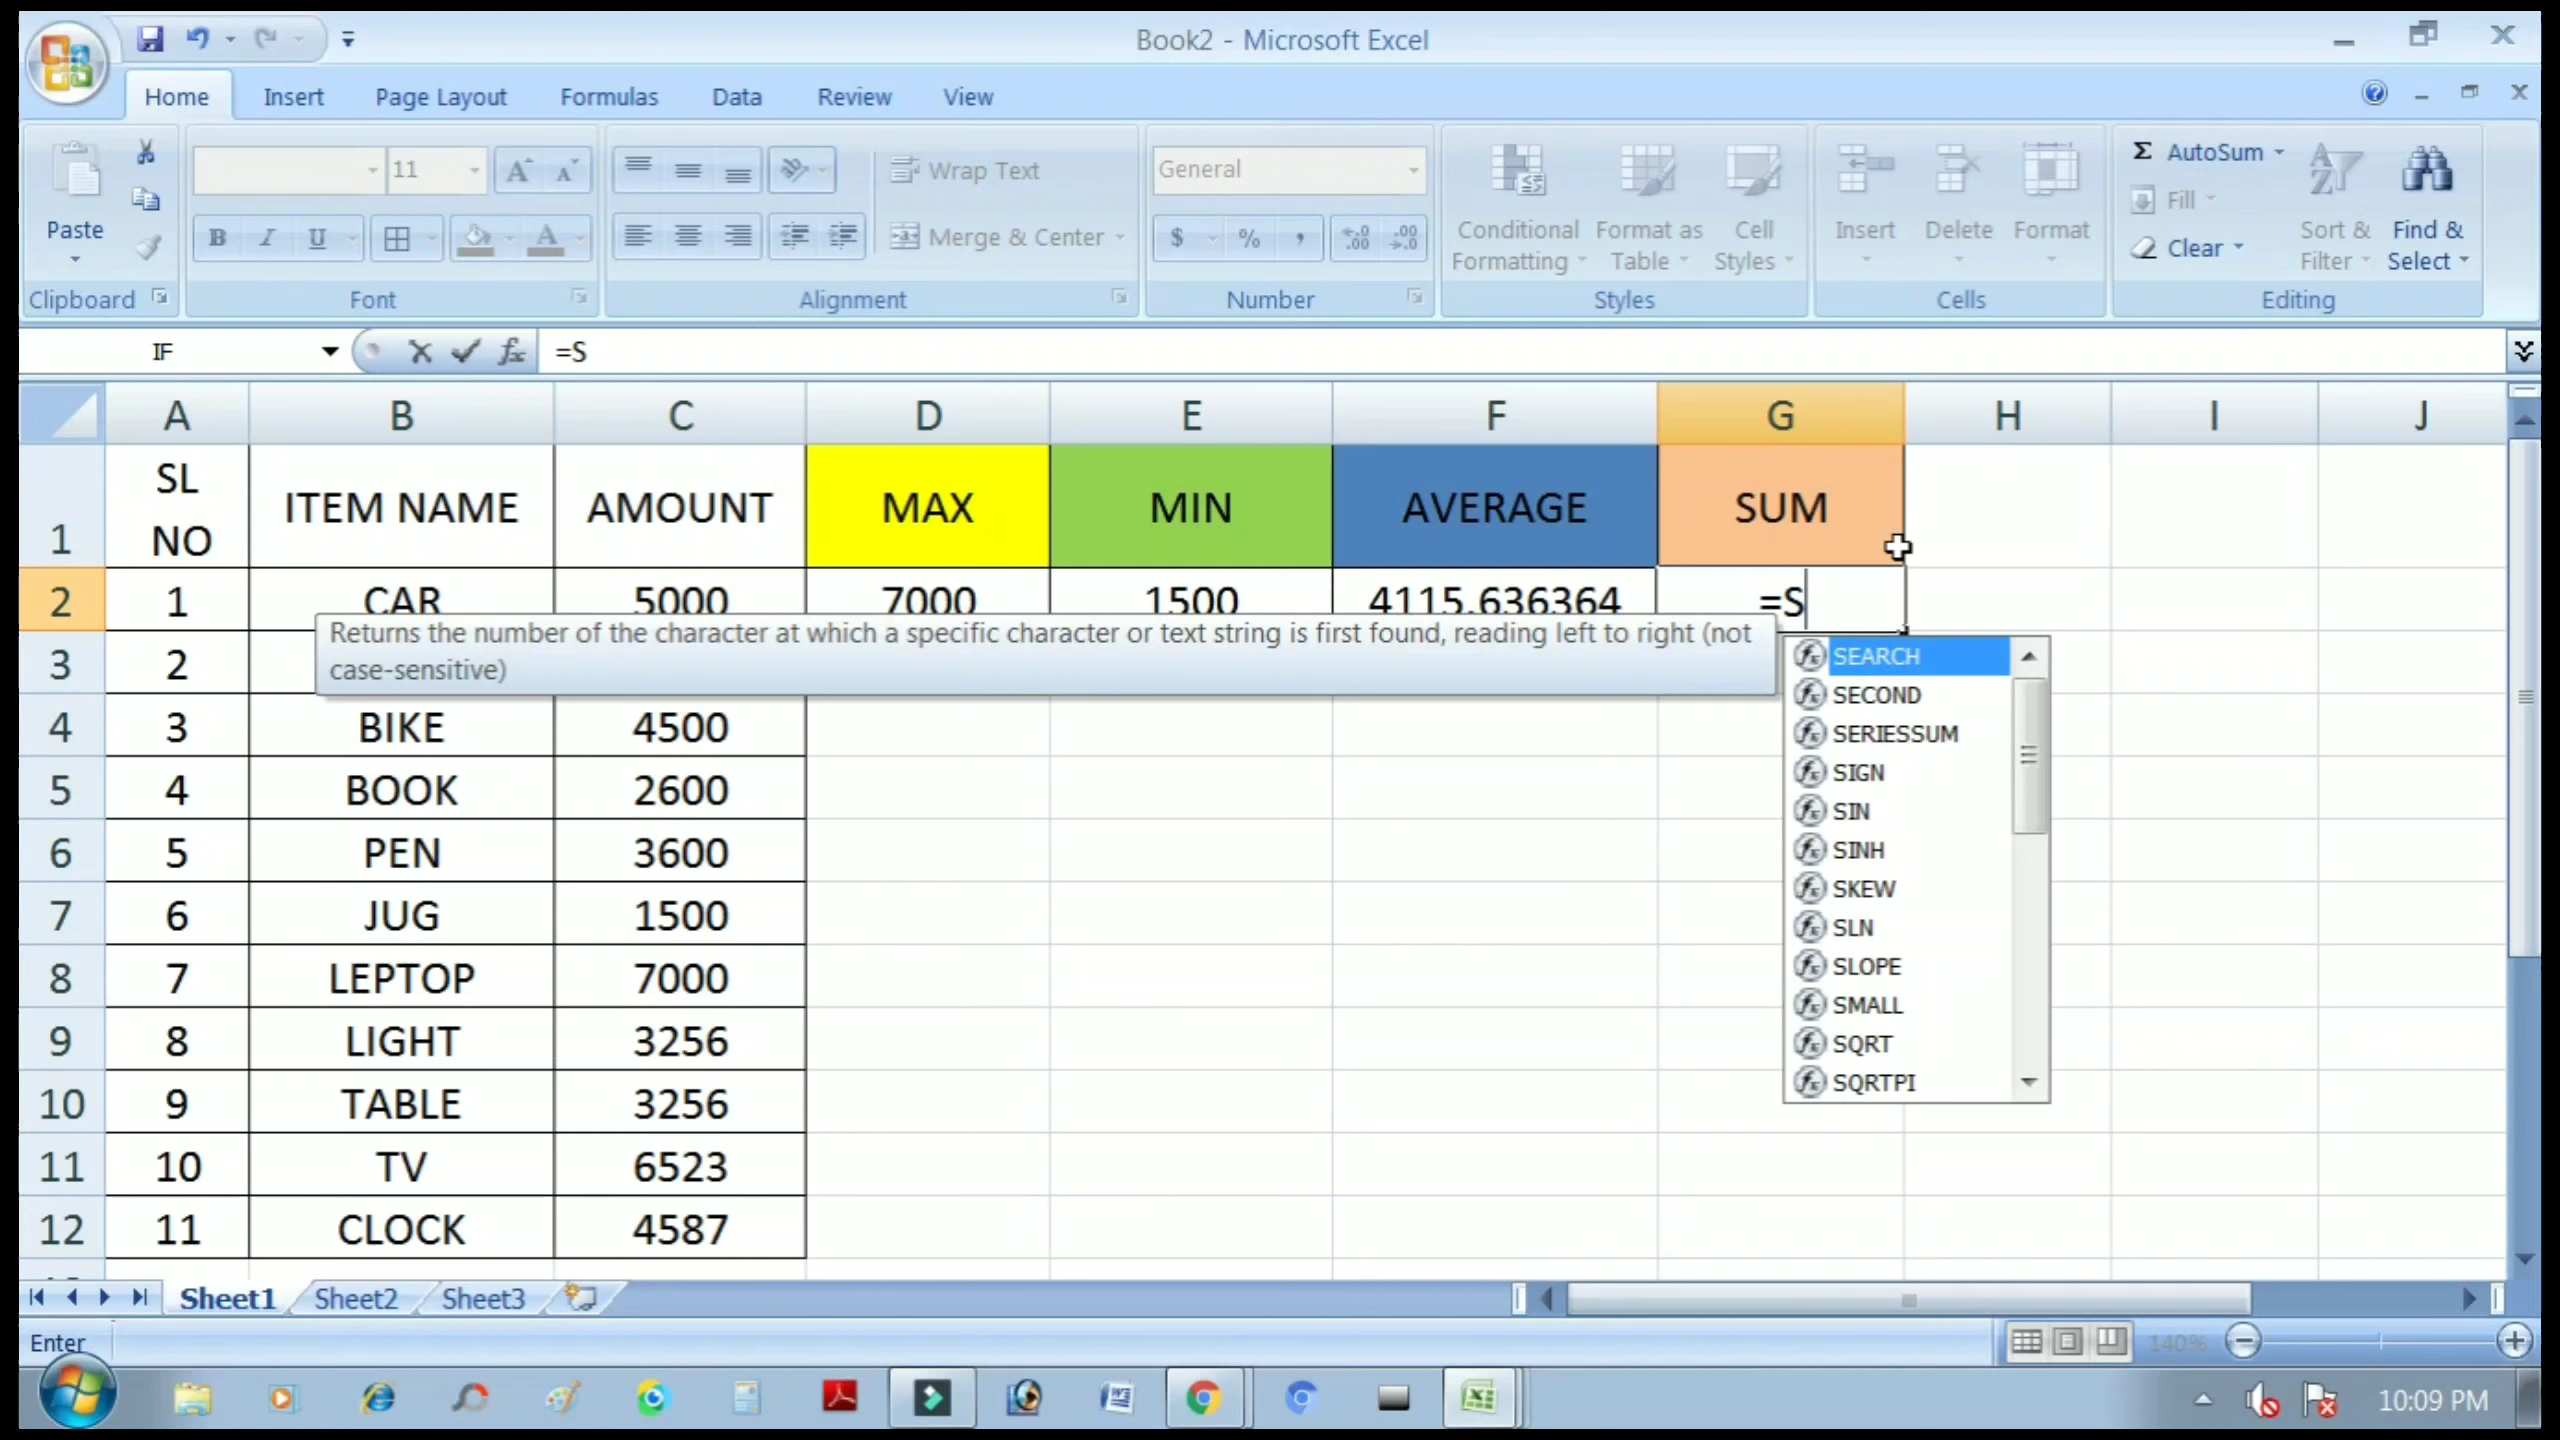 Book2 - Microsoft Excel
Home Insert Page Layout Formulas Data Review View
Paste
Clipboard
11
B I U
Font
Wrap Text
Merge & Center
Alignment
General
$ % ,
Number
Conditional Formatting
Format as Table
Cell Styles
Styles
Insert Delete Format
Cells
Σ AutoSum
Fill
Clear
Sort & Filter
Find & Select
Editing
IF =S
A B C D E F G H I J
1 SL NO ITEM NAME AMOUNT MAX MIN AVERAGE SUM
2 1 CAR 5000 7000 1500 4115.636364 =S
Returns the number of the character at which a specific character or text string is first found, reading left to right (not
case-sensitive)
3 2
4 3 BIKE 4500
5 4 BOOK 2600
6 5 PEN 3600
7 6 JUG 1500
8 7 LEPTOP 7000
9 8 LIGHT 3256
10 9 TABLE 3256
11 10 TV 6523
12 11 CLOCK 4587
SEARCH
SECOND
SERIESSUM
SIGN
SIN
SINH
SKEW
SLN
SLOPE
SMALL
SQRT
SQRTPI
Sheet1 Sheet2 Sheet3
Enter 140%
10:09 PM